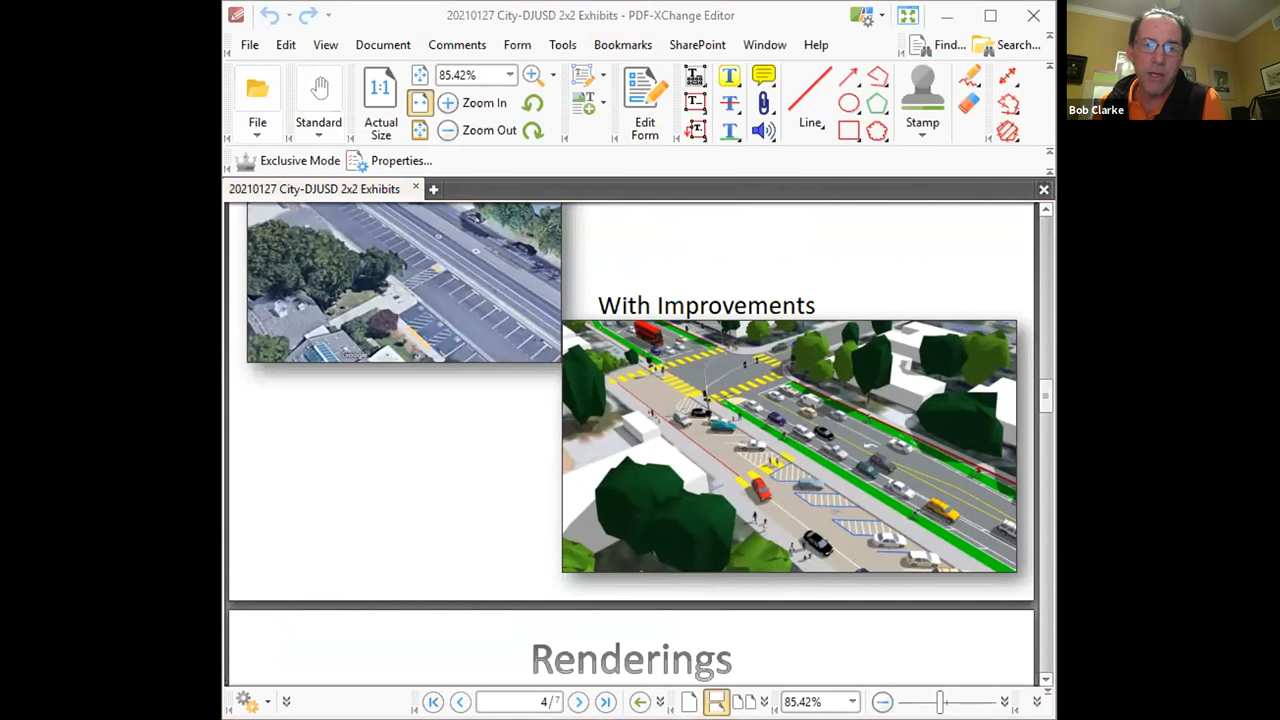 20210127 City-DJUSD 2x2 Exhibits - PDF-XChange Editor
File Edit View Document Comments Form Tools Bookmarks SharePoint Window Help Find... Search...
85.42%
Zoom In
Zoom Out
File Standard Actual Size Edit Form Line Stamp
Exclusive Mode Properties...
20210127 City-DJUSD 2x2 Exhibits
With Improvements
Google
Renderings
4/7 85.42%
Bob Clarke